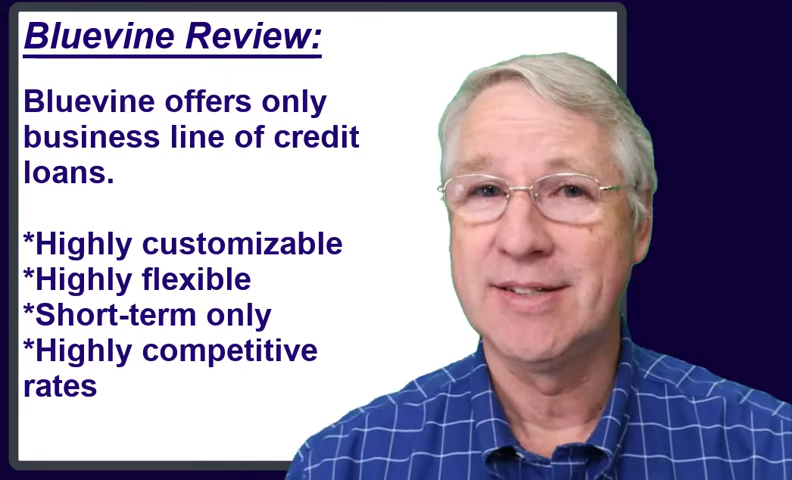 Bluevine Review:
Bluevine offers only
business line of credit
loans.
*Highly customizable
*Highly flexible
*Short-term only
*Highly competitive
rates